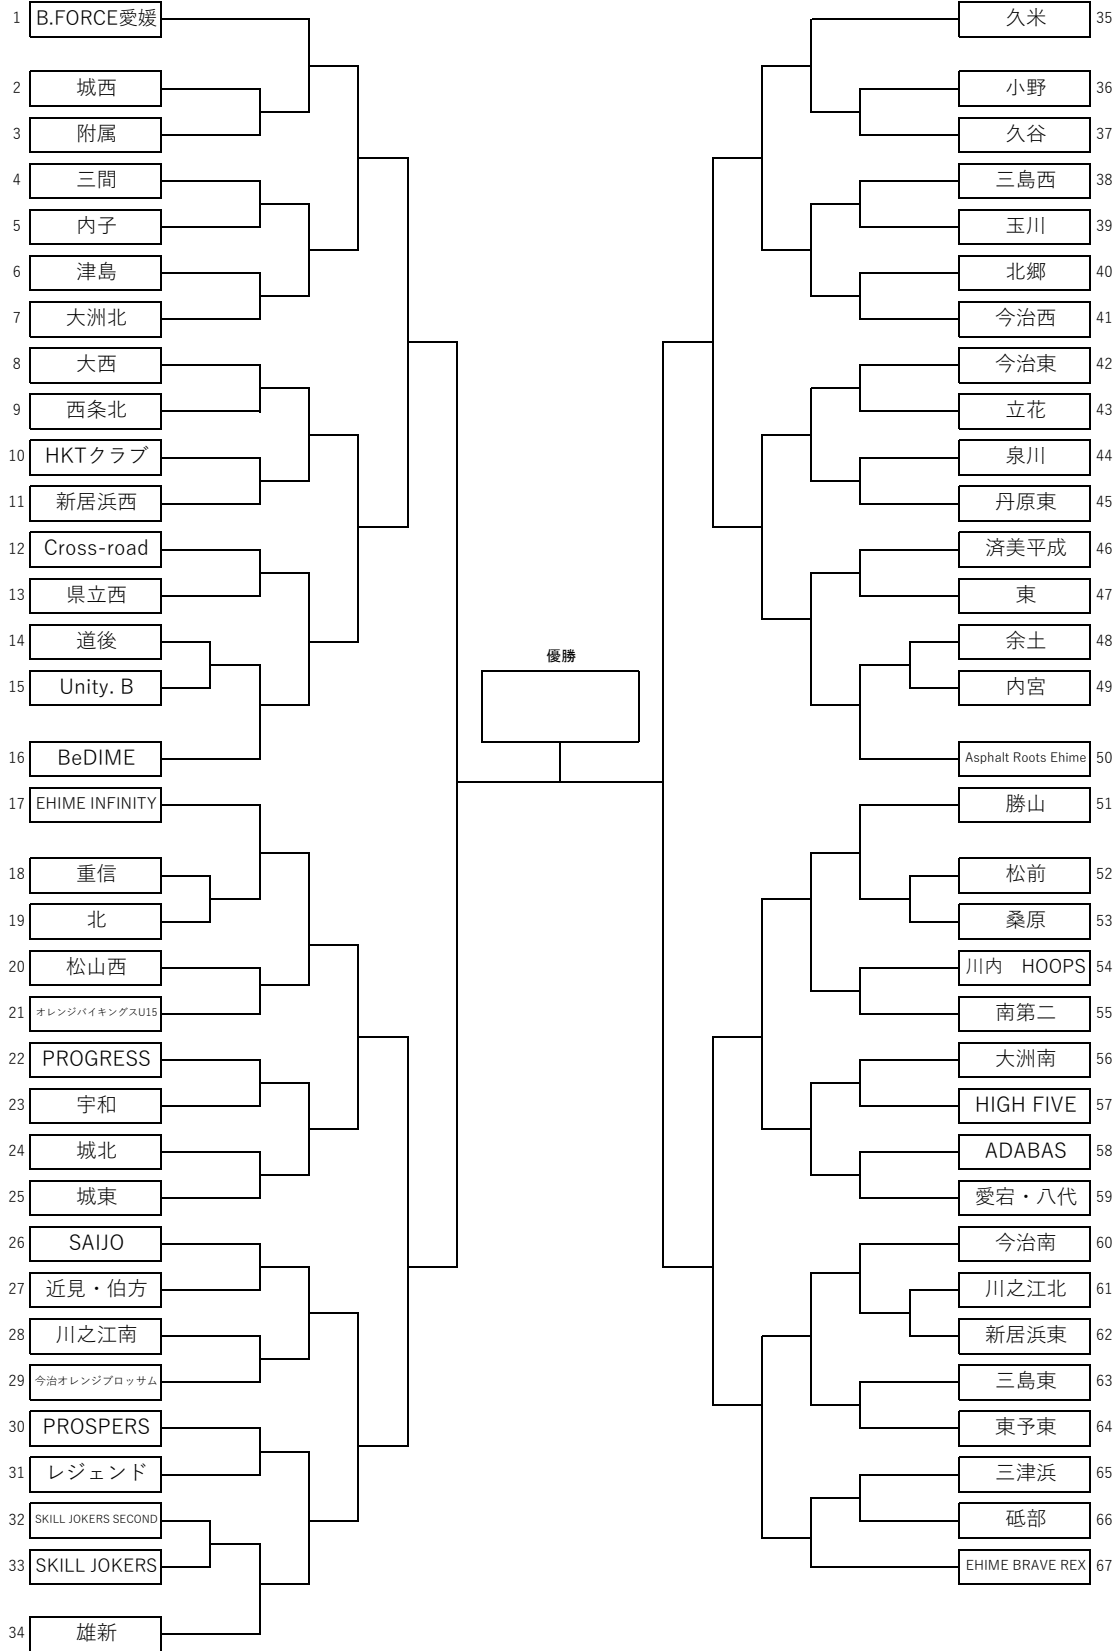 1 B.FORCE愛媛
2 城西
3 附属
4 三間
5 内子
6 津島
7 大洲北
8 大西
9 西条北
10 HKTクラブ
11 新居浜西
12 Cross-road
13 県立西
14 道後
15 Unity. B
16 BeDIME
17 EHIME INFINITY
18 重信
19 北
20 松山西
21 オレンジバイキングスU15
22 PROGRESS
23 宇和
24 城北
25 城東
26 SAIJO
27 近見・伯方
28 川之江南
29 今治オレンジブロッサム
30 PROSPERS
31 レジェンド
32 SKILL JOKERS SECOND
33 SKILL JOKERS
34 雄新
優勝
久米 35
小野 36
久谷 37
三島西 38
玉川 39
北郷 40
今治西 41
今治東 42
立花 43
泉川 44
丹原東 45
済美平成 46
東 47
余土 48
内宮 49
Asphalt Roots Ehime 50
勝山 51
松前 52
桑原 53
川内　HOOPS 54
南第二 55
大洲南 56
HIGH FIVE 57
ADABAS 58
愛宕・八代 59
今治南 60
川之江北 61
新居浜東 62
三島東 63
東予東 64
三津浜 65
砥部 66
EHIME BRAVE REX 67